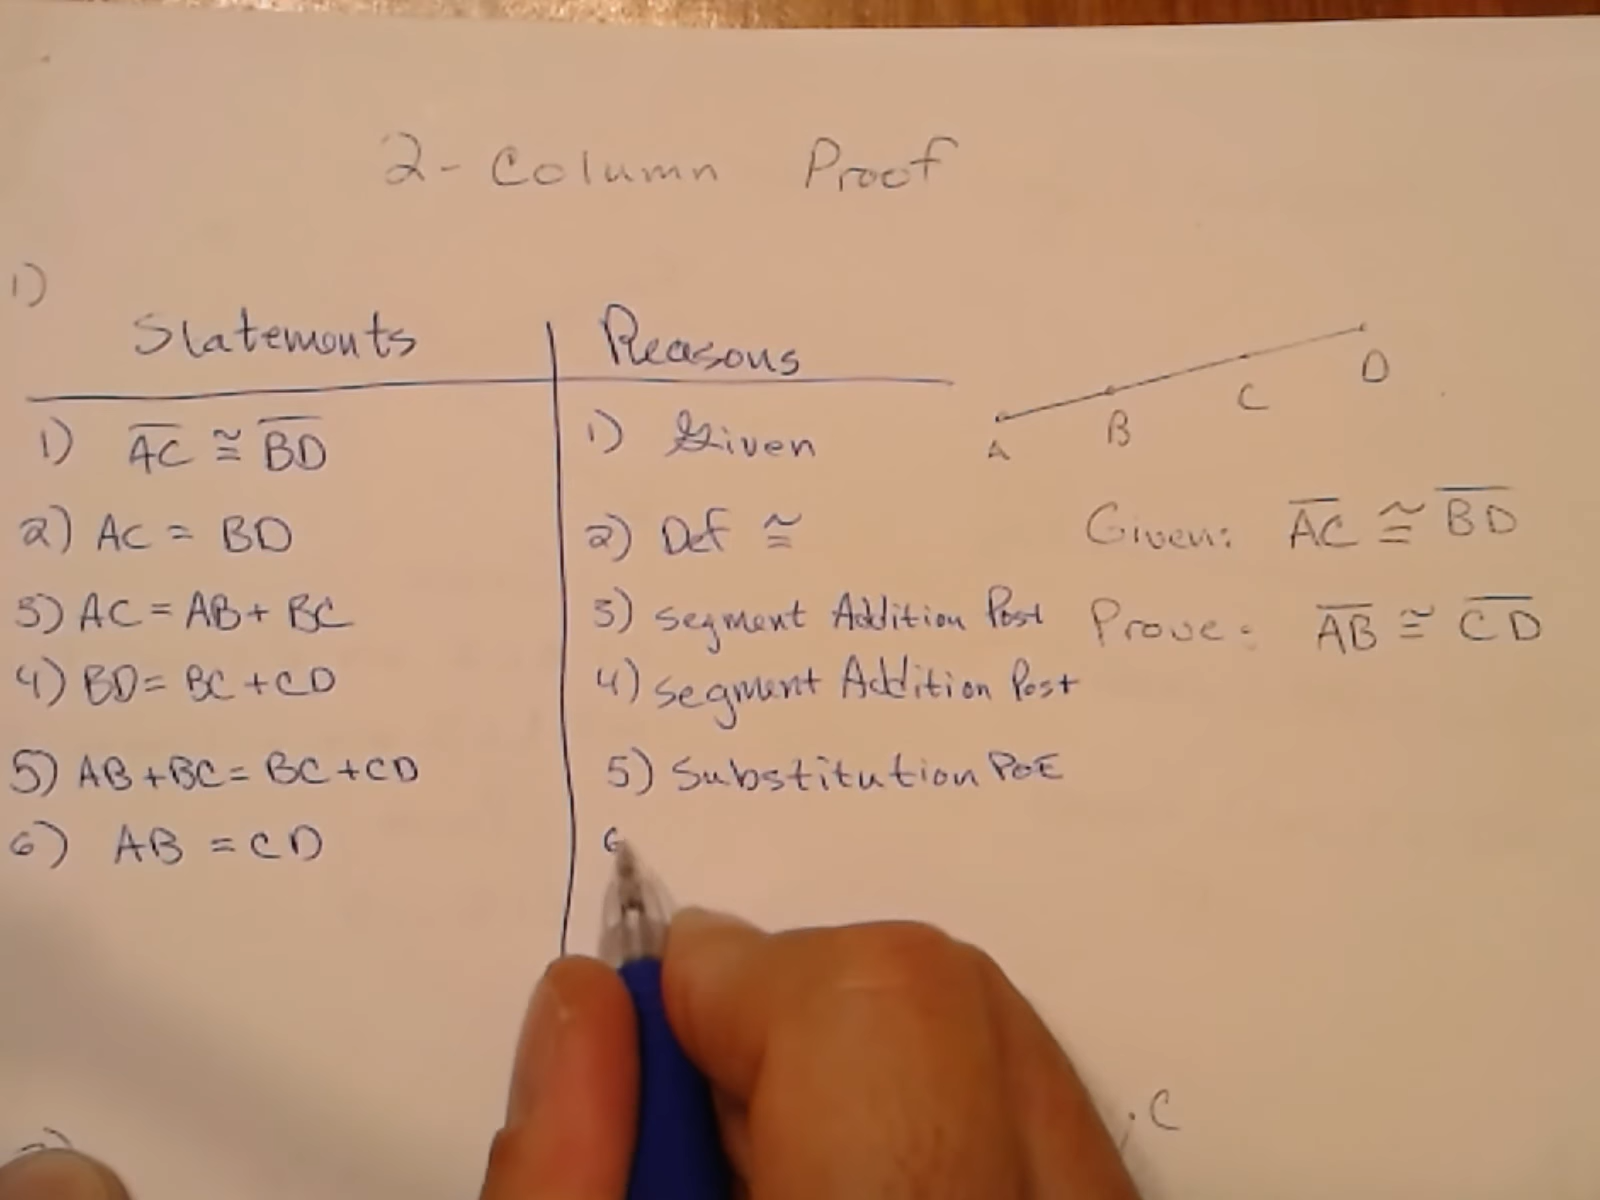 2-Column Proof
1)
Statements Reasons
1) AC ≅ BD 1) Given
2) AC = BD 2) Def ≅
3) AC = AB + BC 3) Segment Addition Post
4) BD = BC + CD 4) Segment Addition Post
5) AB + BC = BC + CD 5) Substitution PoE
6) AB = CD 6
A B C D
Given: AC ≅ BD
Prove: AB ≅ CD
C